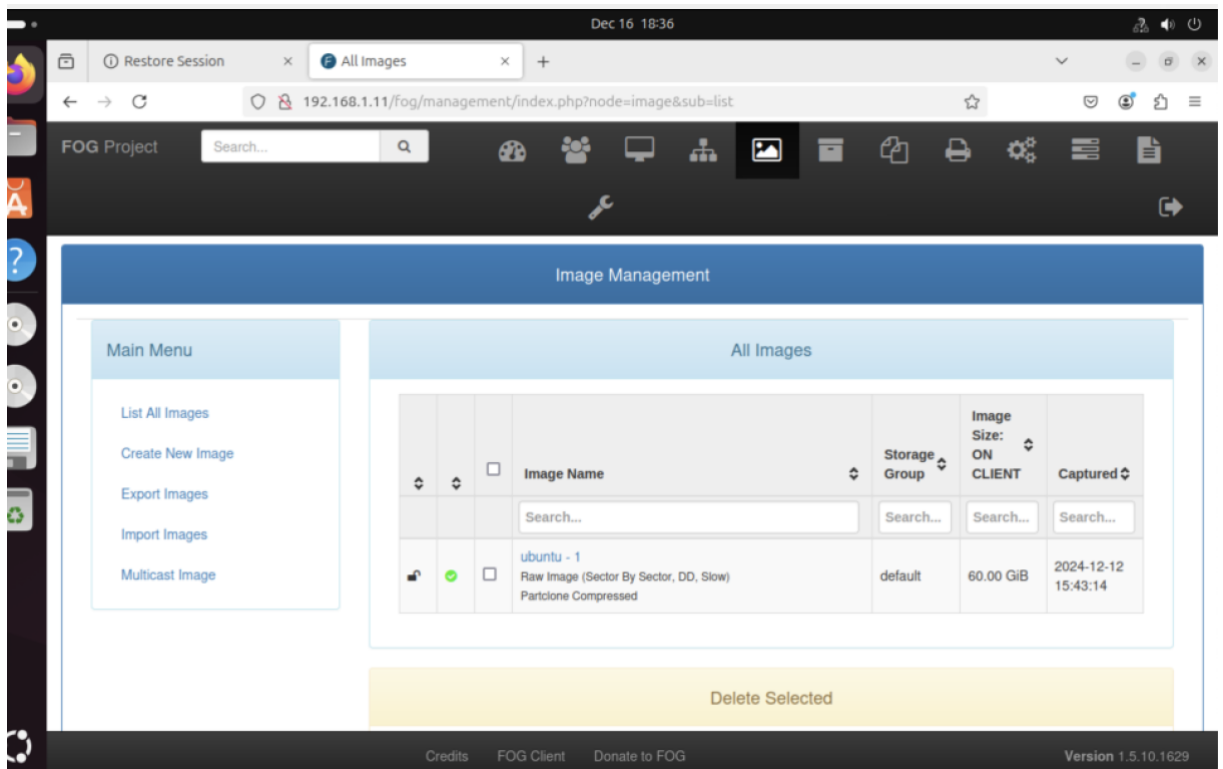 Dec 16 18:36
Restore Session
All Images
192.168.1.11/fog/management/index.php?node=image&sub=list
FOG Project
Search...
Image Management
Main Menu
List All Images
Create New Image
Export Images
Import Images
Multicast Image
All Images
Image Name
Storage Group
Image Size: ON CLIENT
Captured
Search...
Search...
Search...
Search...
ubuntu - 1
Raw Image (Sector By Sector, DD, Slow)
Partclone Compressed
default
60.00 GiB
2024-12-12
15:43:14
Delete Selected
Credits
FOG Client
Donate to FOG
Version 1.5.10.1629